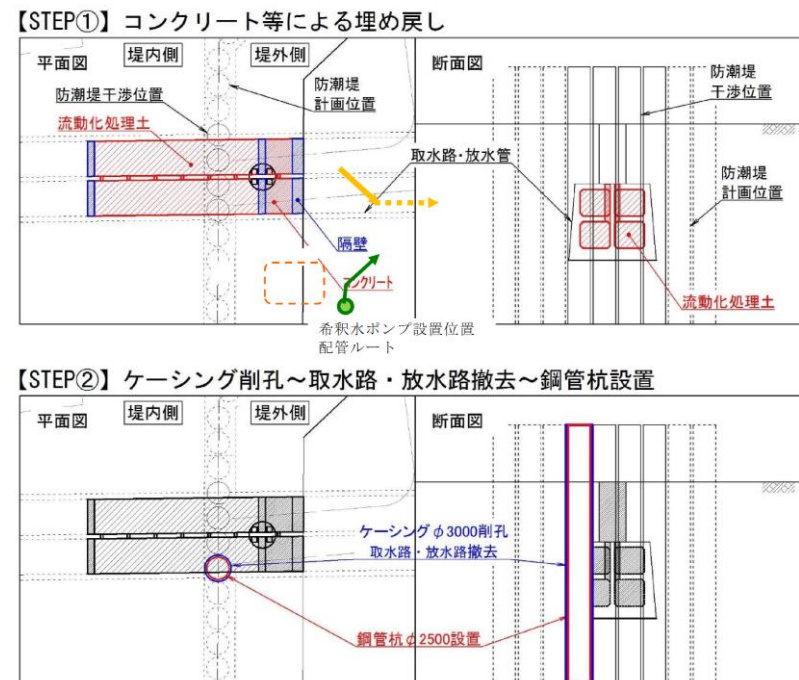 【STEP①】コンクリート等による埋め戻し
平面図
堤内側
堤外側
防潮堤
計画位置
防潮堤干渉位置
流動化処理土
隔壁
コンクリート
希釈水ポンプ設置位置
配管ルート
断面図
防潮堤
干渉位置
取水路・放水管
防潮堤
計画位置
流動化処理土
【STEP②】ケーシング削孔～取水路・放水路撤去～鋼管杭設置
平面図
堤内側
堤外側
断面図
ケーシングφ3000削孔
取水路・放水路撤去
鋼管杭φ2500設置